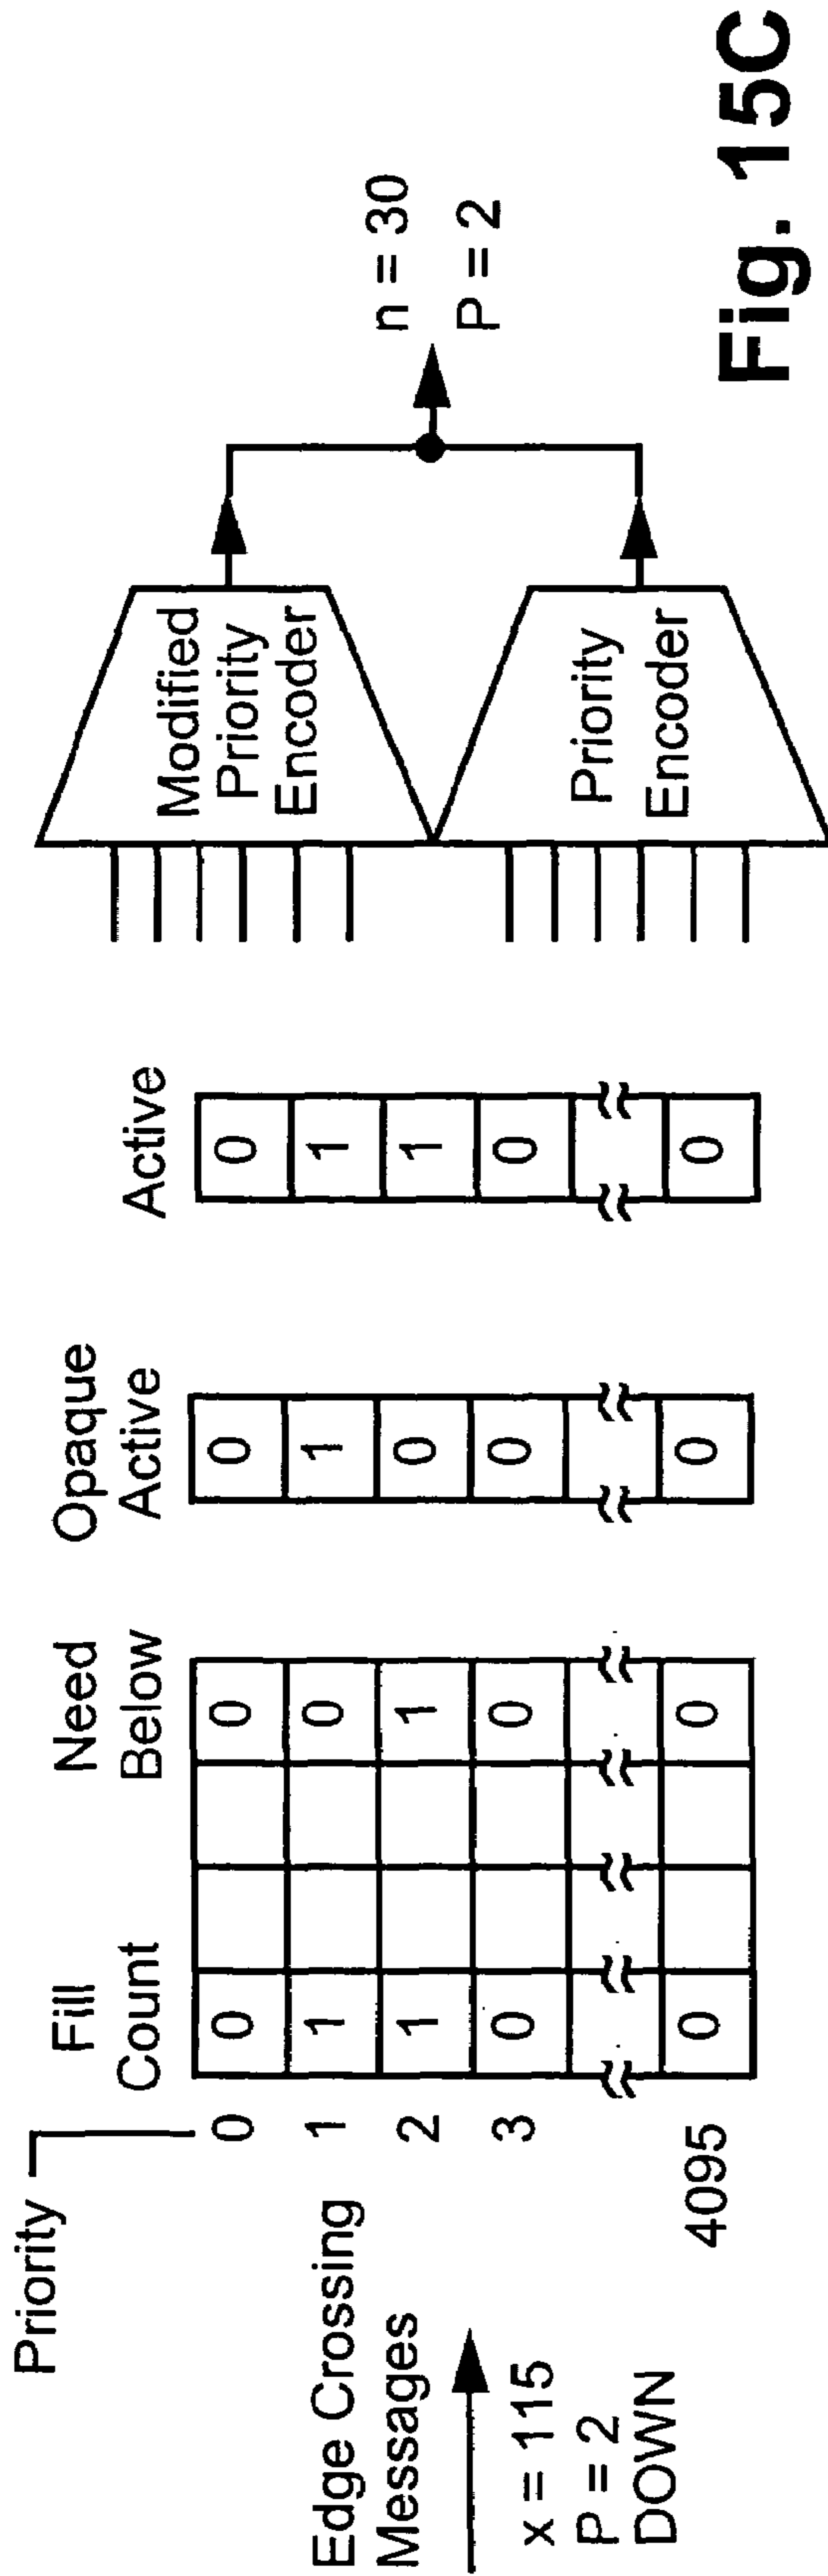 Priority
Edge Crossing
Messages
x = 115
P = 2
DOWN
0
1
2
3
4095
Fill
Count
0
1
1
0
0
Need
Below
0
0
1
0
0
Opaque
Active
0
1
0
0
0
Active
0
1
1
0
0
Modified
Priority
Encoder
Priority
Encoder
n = 30
P = 2
Fig. 15C